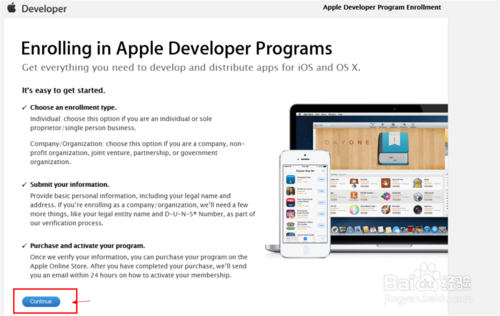 Developer
Apple Developer Program Enrollment
Enrolling in Apple Developer Programs
Get everything you need to develop and distribute apps for iOS and OS X.
It's easy to get started.
✓ Choose an enrollment type.
Individual: choose this option if you are an individual or sole
proprietor/single person business.
Company/Organization: choose this option if you are a company, non-
profit organization, joint venture, partnership, or government
organization.
✓ Submit your information.
Provide basic personal information, including your legal name and
address. If you're enrolling as a company/organization, we'll need a few
more things, like your legal entity name and D-U-N-S® Number, as part of
our verification process.
✓ Purchase and activate your program.
Once we verify your information, you can purchase your program on the
Apple Online Store. After you have completed your purchase, we'll send
you an email within 24 hours on how to activate your membership.
Continue
DAY ONE
Baidu 经验
jingyan.baidu.com